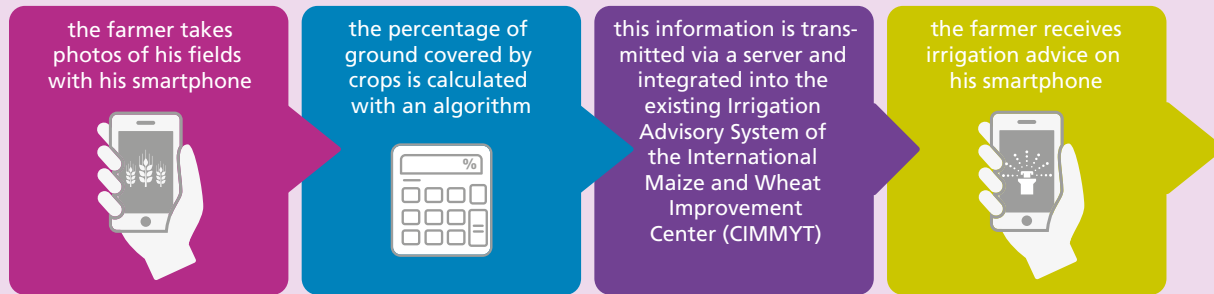 the farmer takes
photos of his fields
with his smartphone
the percentage of
ground covered by
crops is calculated
with an algorithm
%
this information is trans-
mitted via a server and
integrated into the
existing Irrigation
Advisory System of
the International
Maize and Wheat
Improvement
Center (CIMMYT)
the farmer receives
irrigation advice on
his smartphone